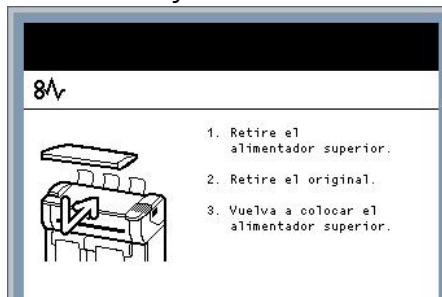 8
1. Retire el
alimentador superior.
2. Retire el original.
3. Vuelva a colocar el
alimentador superior.